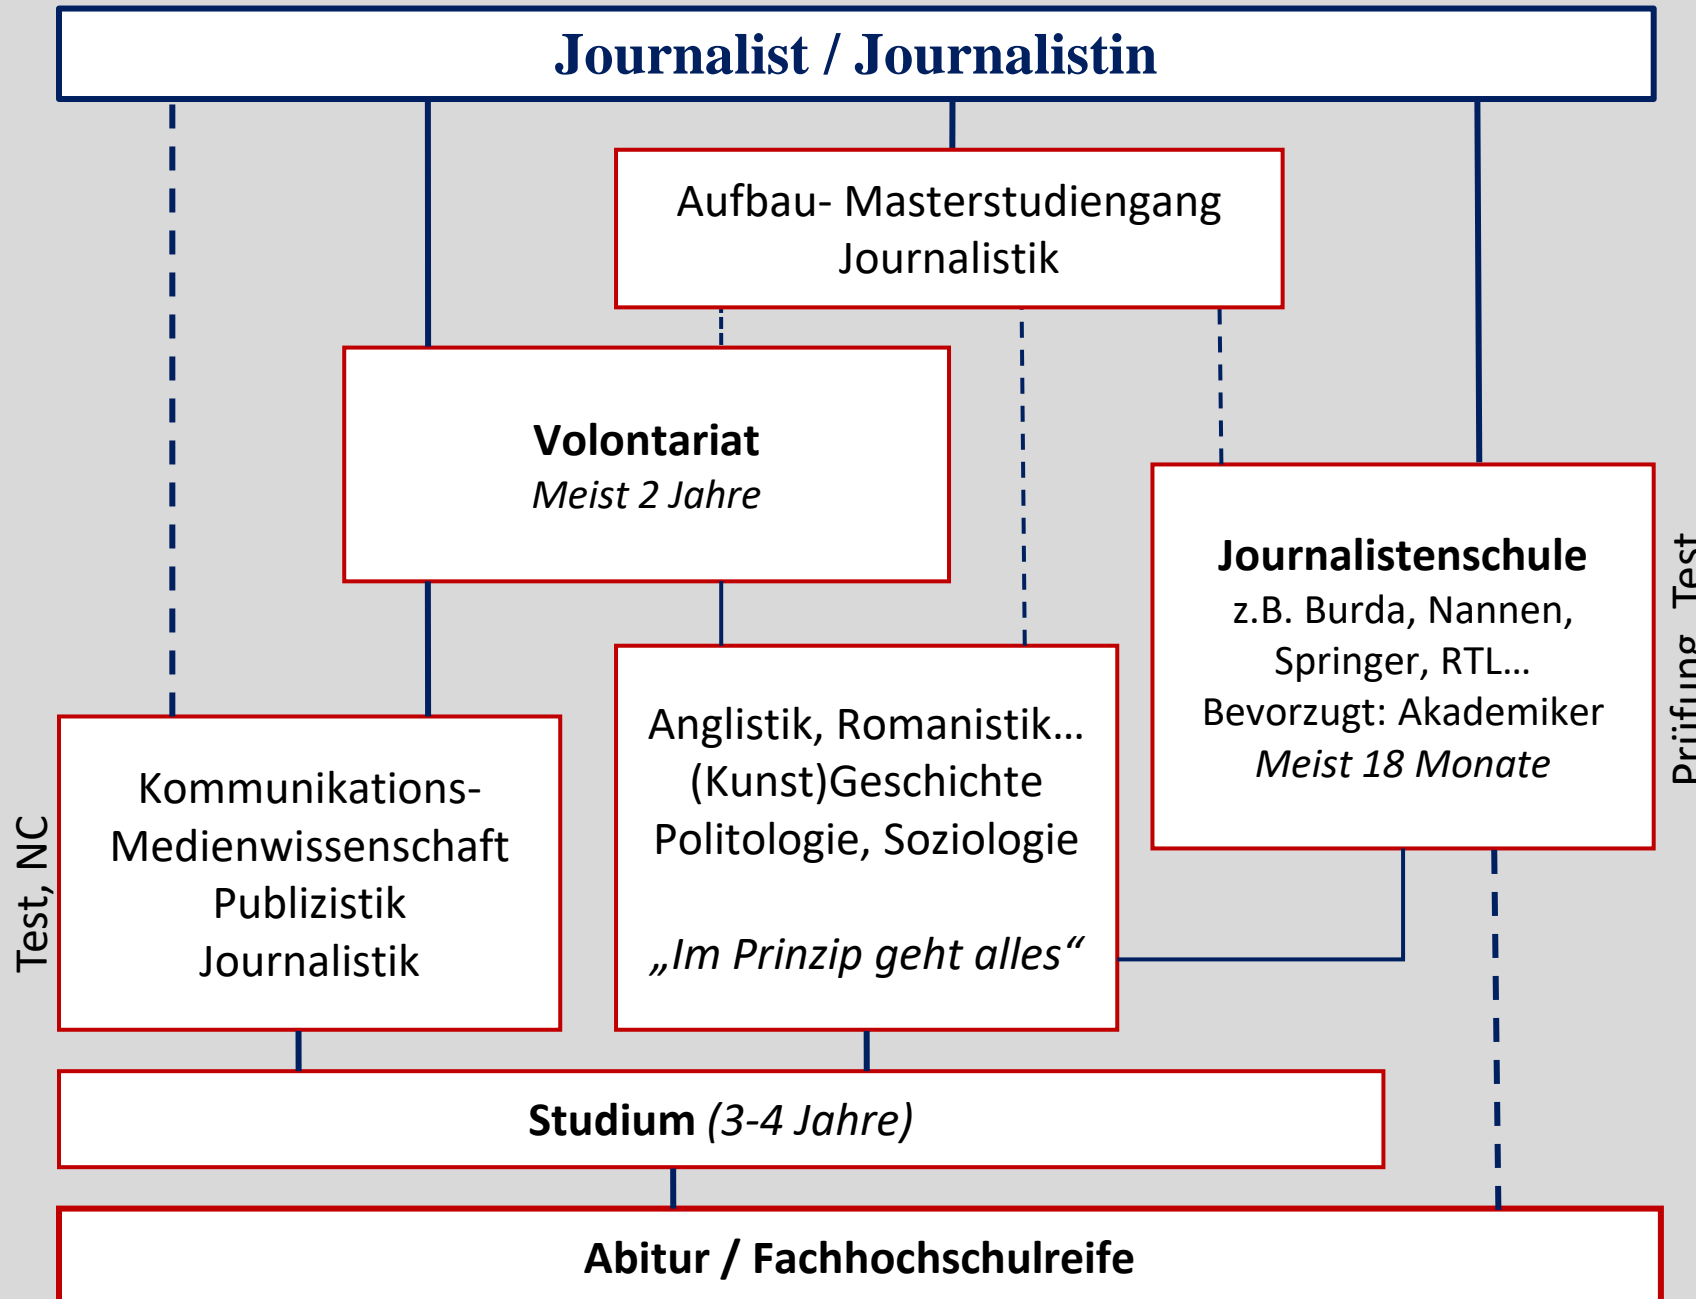 Journalist / Journalistin
Aufbau- Masterstudiengang
Journalistik
Volontariat
Meist 2 Jahre
Journalistenschule
z.B. Burda, Nannen,
Springer, RTL…
Bevorzugt: Akademiker
Meist 18 Monate
Prüfung, Test
Anglistik, Romanistik…
(Kunst)Geschichte
Politologie, Soziologie
„Im Prinzip geht alles“
Kommunikations-
Medienwissenschaft
Publizistik
Journalistik
Test, NC
Studium (3-4 Jahre)
Abitur / Fachhochschulreife